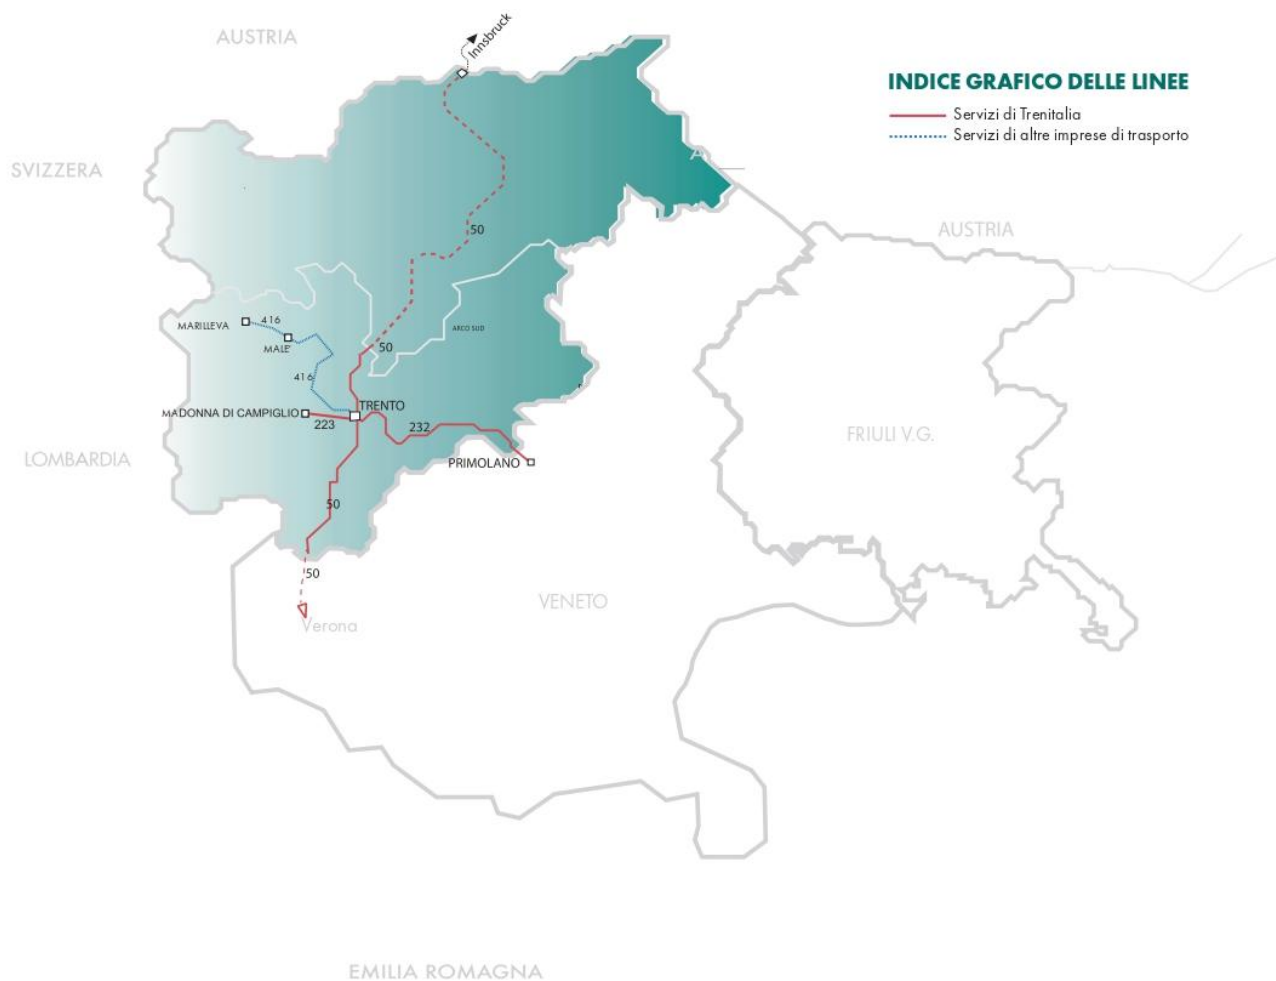 AUSTRIA
Innsbruck
INDICE GRAFICO DELLE LINEE
Servizi di Trenitalia
Servizi di altre imprese di trasporto
A
SVIZZERA
50
AUSTRIA
MARILLEVA
416
MALE'
ARCO SUD
50
416
MADONNA DI CAMPIGLIO
TRENTO
223
232
FRIULI V.G.
LOMBARDIA
PRIMOLANO
50
50
VENETO
Verona
EMILIA ROMAGNA